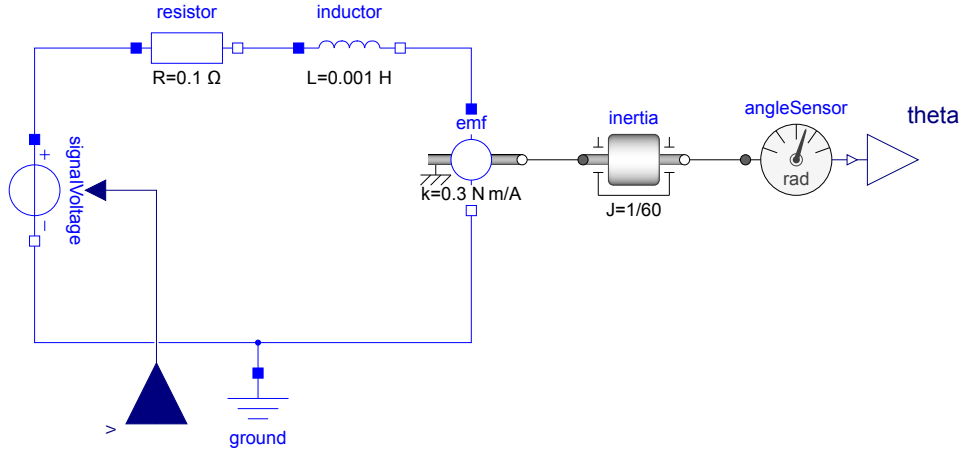 resistor
inductor
R=0.1 Ω
L=0.001 H
signalVoltage
+
−
emf
k=0.3 N m/A
inertia
J=1/60
angleSensor
rad
theta
v
ground